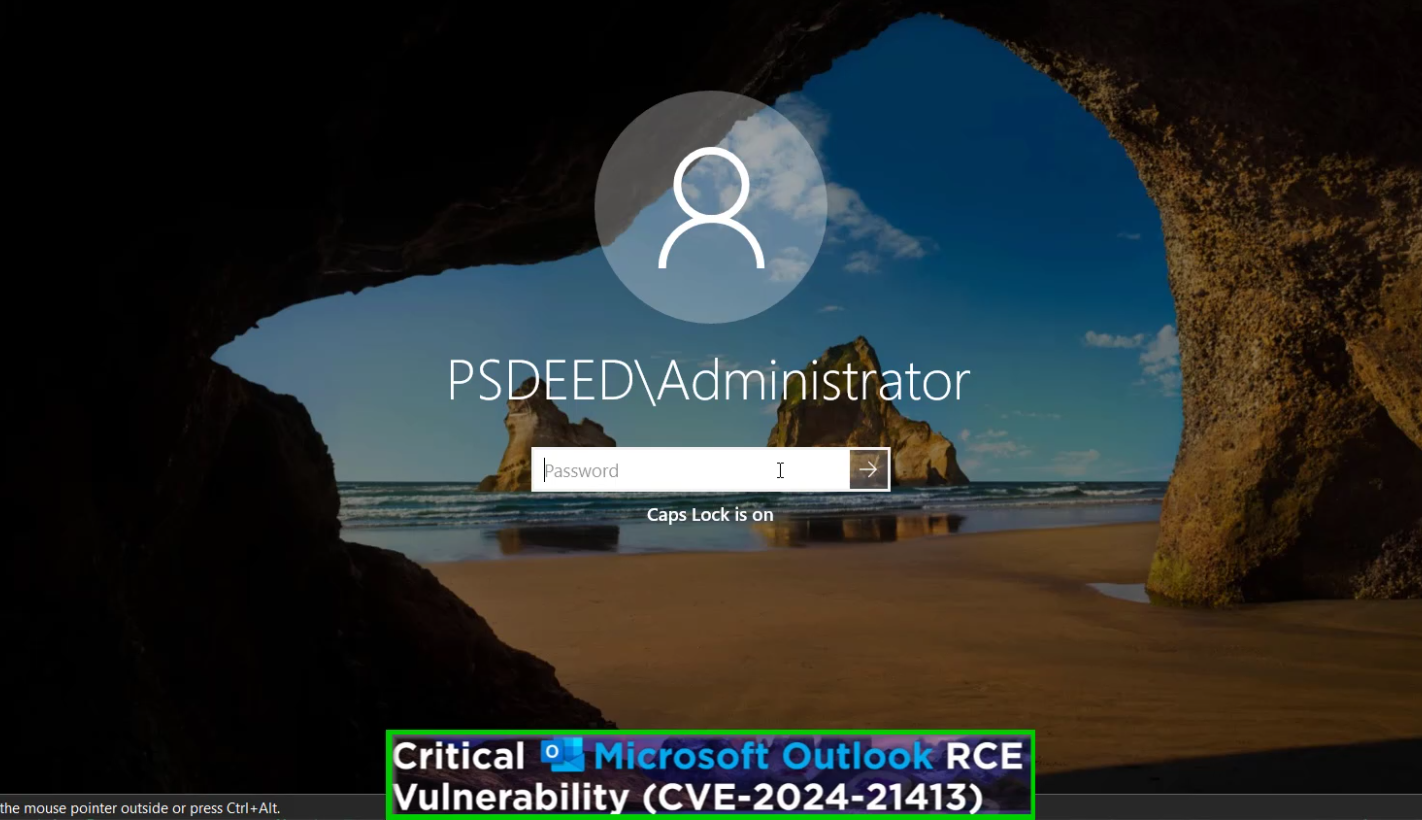 PSDEED\Administrator
Password
Caps Lock is on
Critical Microsoft Outlook RCE
Vulnerability (CVE-2024-21413)
the mouse pointer outside or press Ctrl+Alt.